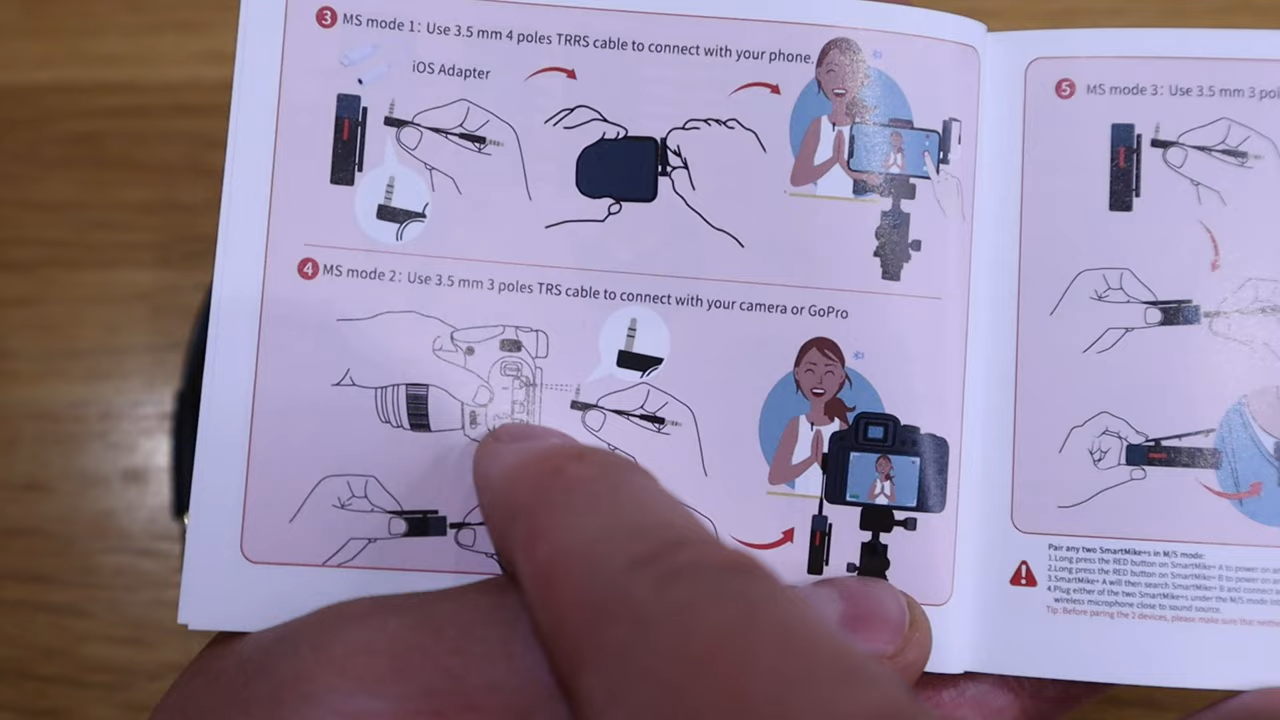 3 MS mode 1: Use 3.5 mm 4 poles TRRS cable to connect with your phone.
iOS Adapter
4 MS mode 2: Use 3.5 mm 3 poles TRS cable to connect with your camera or GoPro
5 MS mode 3: Use 3.5 mm 3
Pair any two SmartMike+s in M/S mode:
1.Long press the RED button on SmartMike+ A to power on
2.Long press the RED button on SmartMike+ B to power on
3.SmartMike+ A will then search SmartMike+ B and connect
4.Plug either of the two SmartMike+s under the M/S mode
wireless microphone close to sound source.
Tip: Before paring the 2 devices, please make sure that